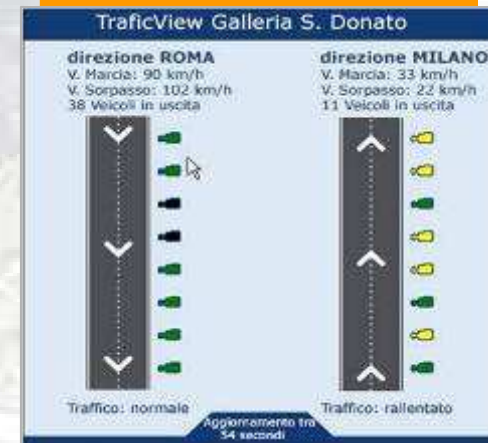 TraficView Galleria S. Donato
direzione ROMA
V. Marcia: 90 km/h
V. Sorpasso: 102 km/h
38 Veicoli in uscita
direzione MILANO
V. Marcia: 33 km/h
V. Sorpasso: 22 km/h
11 Veicoli in uscita
Traffico: normale
Traffico: rallentato
Aggiornamento tra
54 secondi